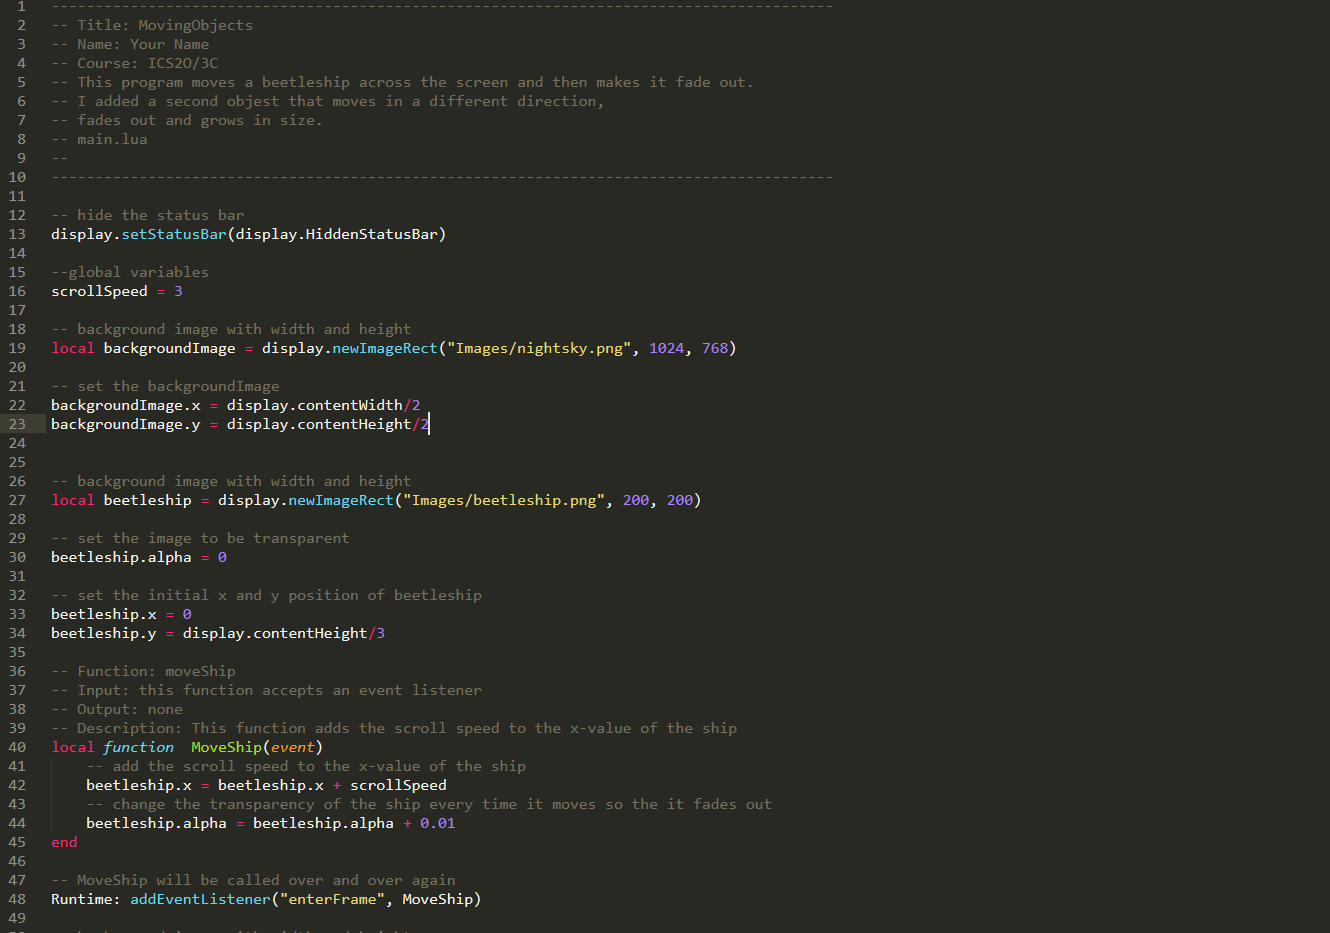 1 -----------------------------------------------------------------------------------------
2 -- Title: MovingObjects
3 -- Name: Your Name
4 -- Course: ICS2O/3C
5 -- This program moves a beetleship across the screen and then makes it fade out.
6 -- I added a second objest that moves in a different direction,
7 -- fades out and grows in size.
8 -- main.lua
9 --
10 -----------------------------------------------------------------------------------------
11
12 -- hide the status bar
13 display.setStatusBar(display.HiddenStatusBar)
14
15 --global variables
16 scrollSpeed = 3
17
18 -- background image with width and height
19 local backgroundImage = display.newImageRect("Images/nightsky.png", 1024, 768)
20
21 -- set the backgroundImage
22 backgroundImage.x = display.contentWidth/2
23 backgroundImage.y = display.contentHeight/2
24
25
26 -- background image with width and height
27 local beetleship = display.newImageRect("Images/beetleship.png", 200, 200)
28
29 -- set the image to be transparent
30 beetleship.alpha = 0
31
32 -- set the initial x and y position of beetleship
33 beetleship.x = 0
34 beetleship.y = display.contentHeight/3
35
36 -- Function: moveShip
37 -- Input: this function accepts an event listener
38 -- Output: none
39 -- Description: This function adds the scroll speed to the x-value of the ship
40 local function  MoveShip(event)
41     -- add the scroll speed to the x-value of the ship
42     beetleship.x = beetleship.x + scrollSpeed
43     -- change the transparency of the ship every time it moves so the it fades out
44     beetleship.alpha = beetleship.alpha + 0.01
45 end
46
47 -- MoveShip will be called over and over again
48 Runtime: addEventListener("enterFrame", MoveShip)
49